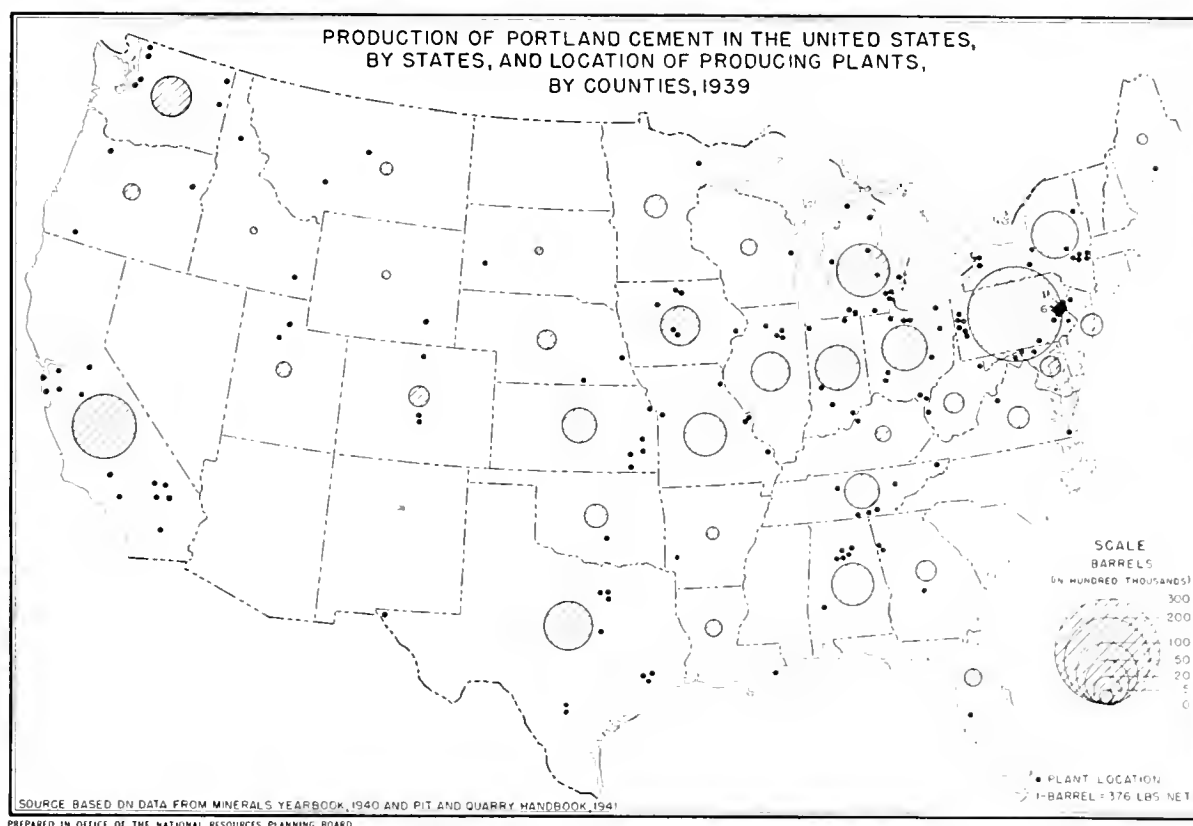 PRODUCTION OF PORTLAND CEMENT IN THE UNITED STATES,
BY STATES, AND LOCATION OF PRODUCING PLANTS,
BY COUNTIES, 1939
6
SCALE
BARRELS
(IN HUNDRED THOUSANDS)
300
200
100
50
20
5
0
PLANT LOCATION
1-BARREL = 376 LBS NET
SOURCE BASED ON DATA FROM MINERALS YEARBOOK, 1940 AND PIT AND QUARRY HANDBOOK, 1941
PREPARED IN OFFICE OF THE NATIONAL RESOURCES PLANNING BOARD